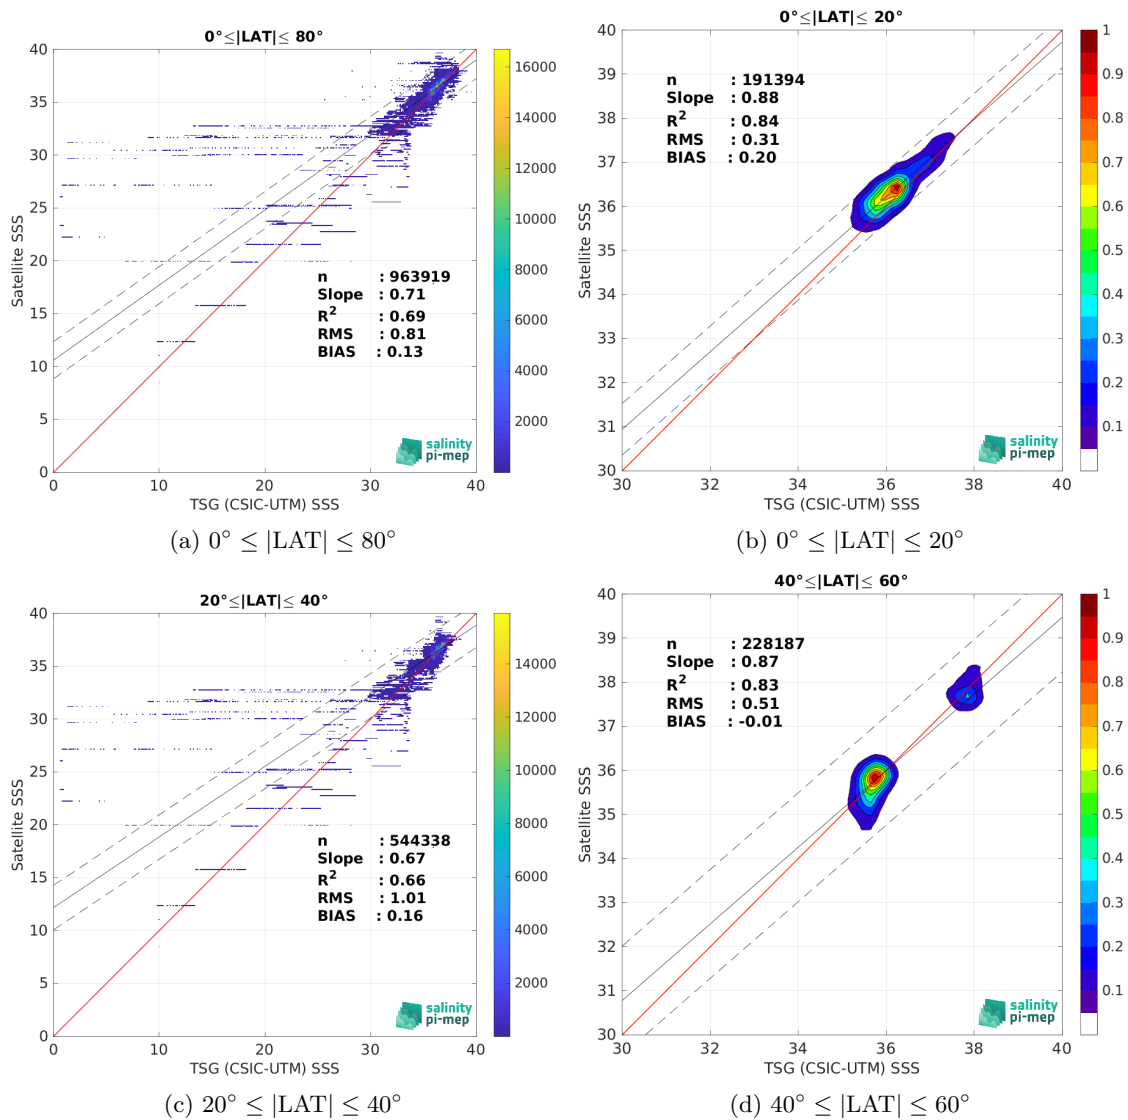 0°≤|LAT|≤ 80°
40
35
30
25
20
15
10
5
0
Satellite SSS
n : 963919
Slope : 0.71
R² : 0.69
RMS : 0.81
BIAS : 0.13
salinity
pi-mep
0 10 20 30 40
TSG (CSIC-UTM) SSS
16000
14000
12000
10000
8000
6000
4000
2000
(a) 0° ≤ |LAT| ≤ 80°
0°≤|LAT|≤ 20°
40
39
38
37
36
35
34
33
32
31
30
Satellite SSS
n : 191394
Slope : 0.88
R² : 0.84
RMS : 0.31
BIAS : 0.20
salinity
pi-mep
30 32 34 36 38 40
TSG (CSIC-UTM) SSS
1
0.9
0.8
0.7
0.6
0.5
0.4
0.3
0.2
0.1
(b) 0° ≤ |LAT| ≤ 20°
20°≤|LAT|≤ 40°
40
35
30
25
20
15
10
5
0
Satellite SSS
n : 544338
Slope : 0.67
R² : 0.66
RMS : 1.01
BIAS : 0.16
salinity
pi-mep
0 10 20 30 40
TSG (CSIC-UTM) SSS
14000
12000
10000
8000
6000
4000
2000
(c) 20° ≤ |LAT| ≤ 40°
40°≤|LAT|≤ 60°
40
39
38
37
36
35
34
33
32
31
30
Satellite SSS
n : 228187
Slope : 0.87
R² : 0.83
RMS : 0.51
BIAS : -0.01
salinity
pi-mep
30 32 34 36 38 40
TSG (CSIC-UTM) SSS
1
0.9
0.8
0.7
0.6
0.5
0.4
0.3
0.2
0.1
(d) 40° ≤ |LAT| ≤ 60°